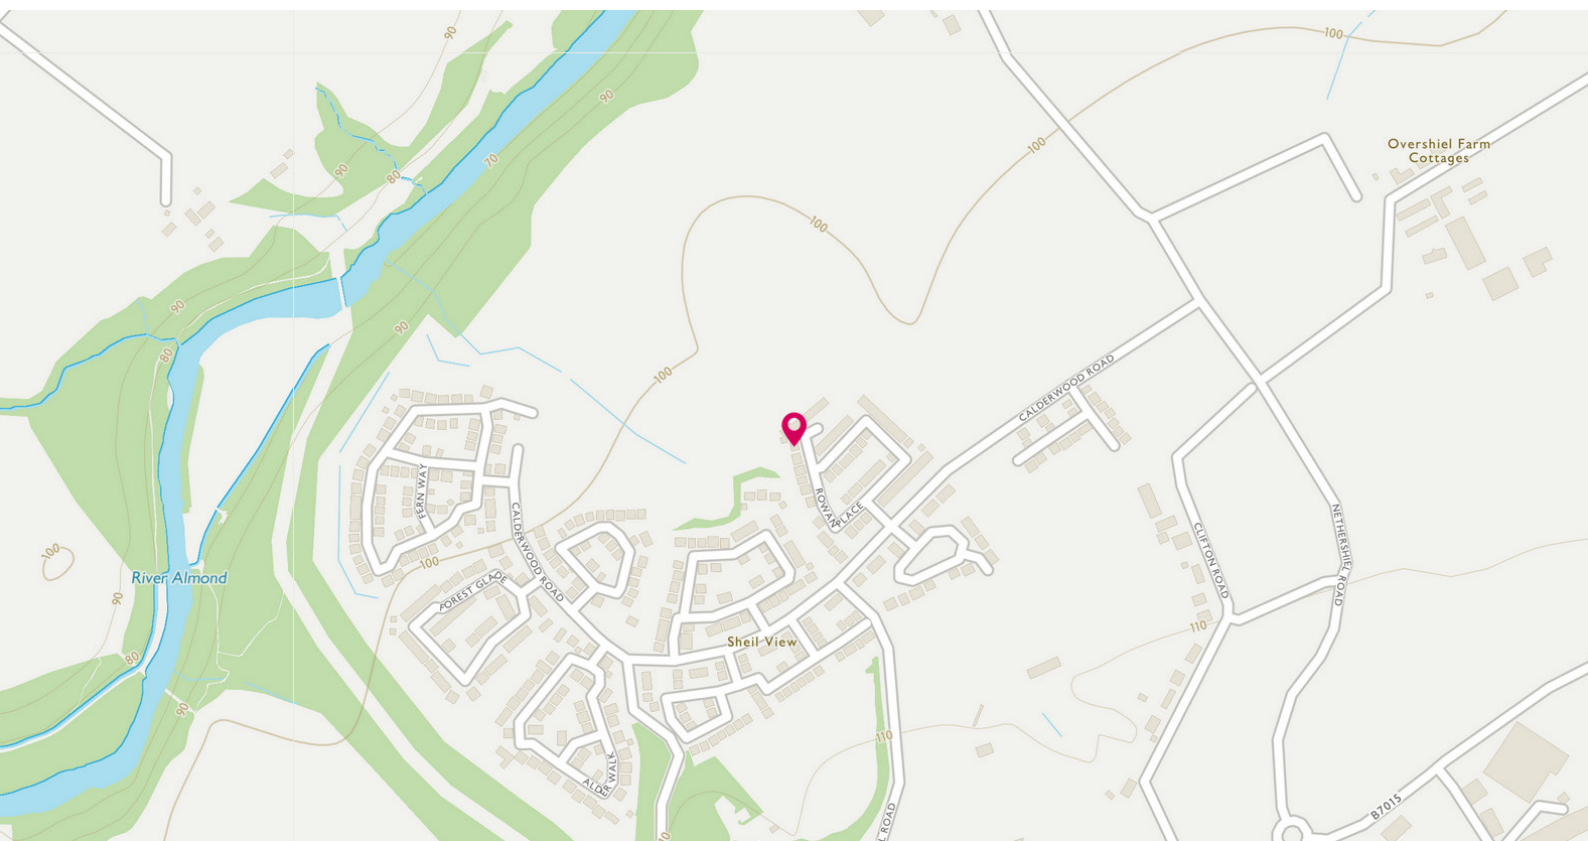 90
100
90
100
Overshiel Farm
Cottages
70
90
80
100
90
90
80
100
CALDERWOOD ROAD
FERN WAY
ROWAN
PLACE
CALDERWOOD ROAD
NETHERSHIEL ROAD
CLIFTON ROAD
100
100
River Almond
FOREST GLADE
90
110
Sheil View
80
90
110
ALDER WALK
B7015
L ROAD